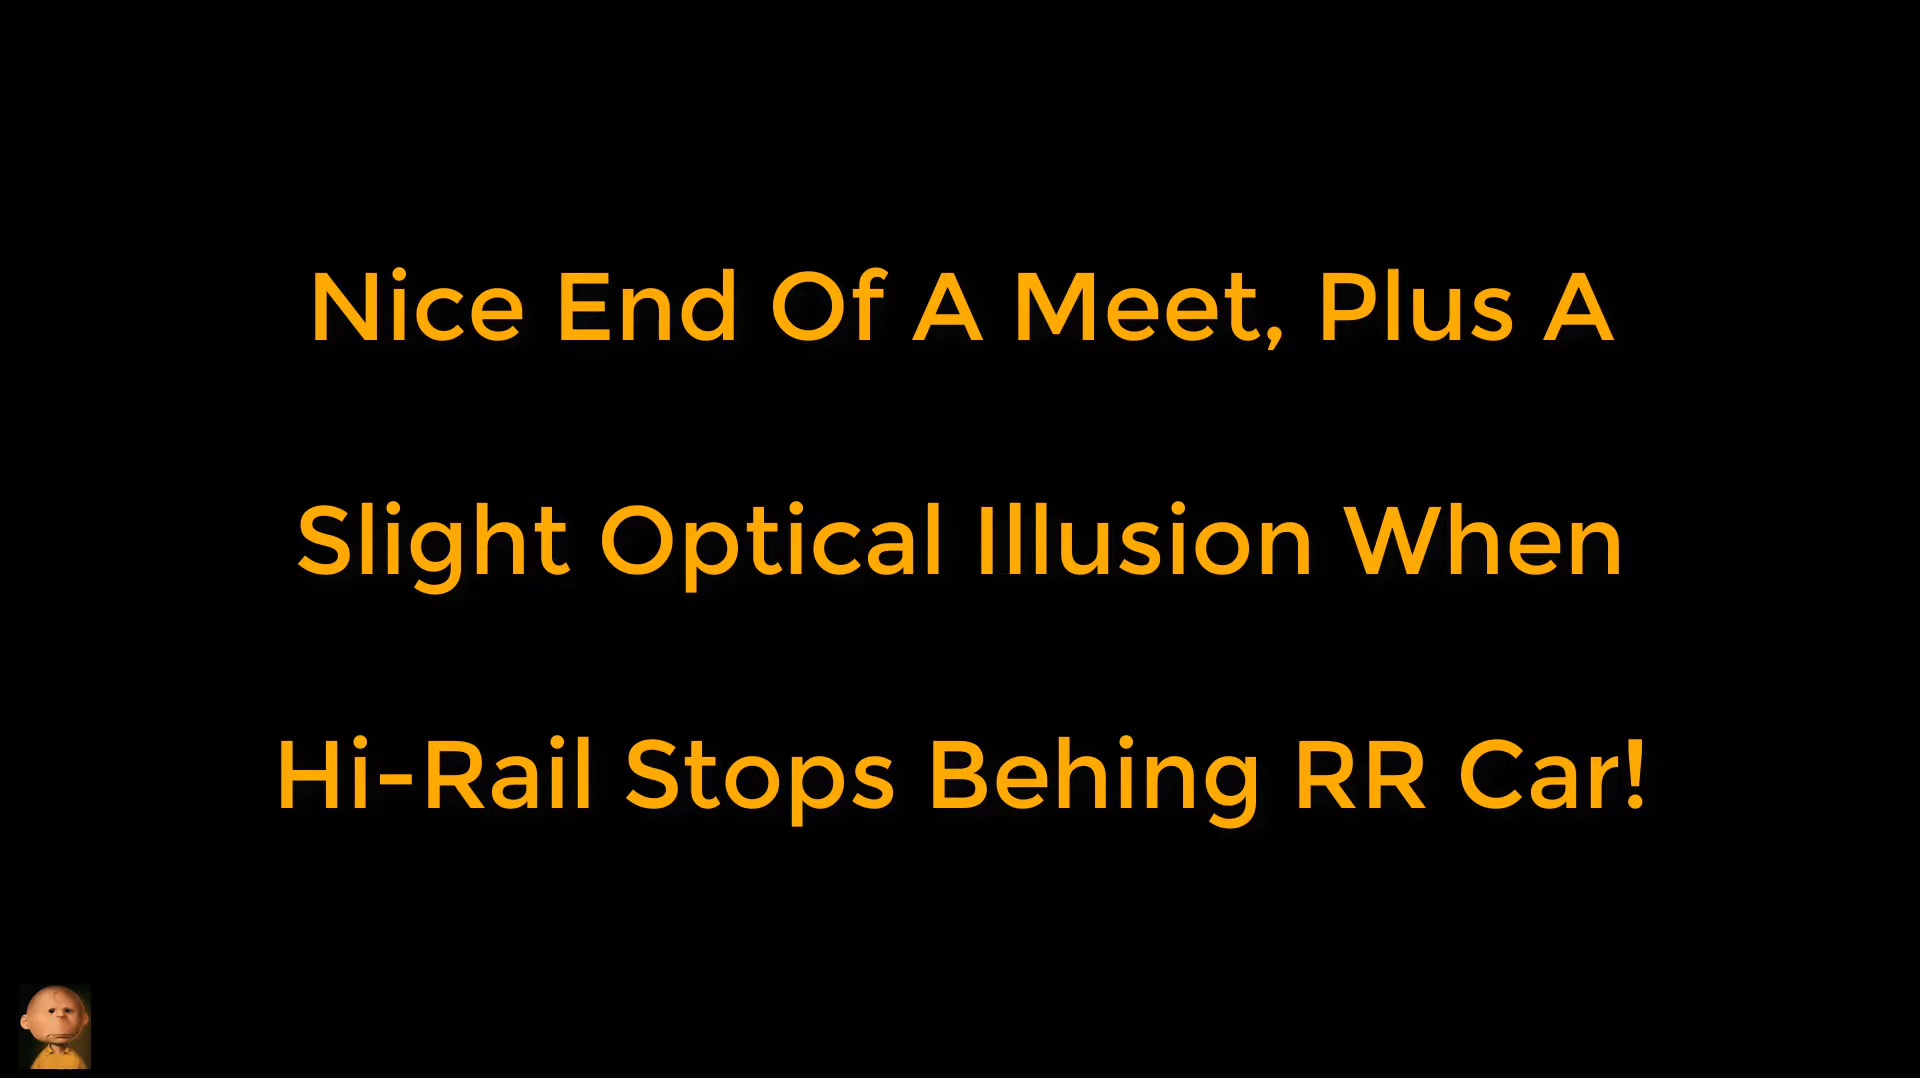 Nice End Of A Meet, Plus A
Slight Optical Illusion When
Hi-Rail Stops Behing RR Car!